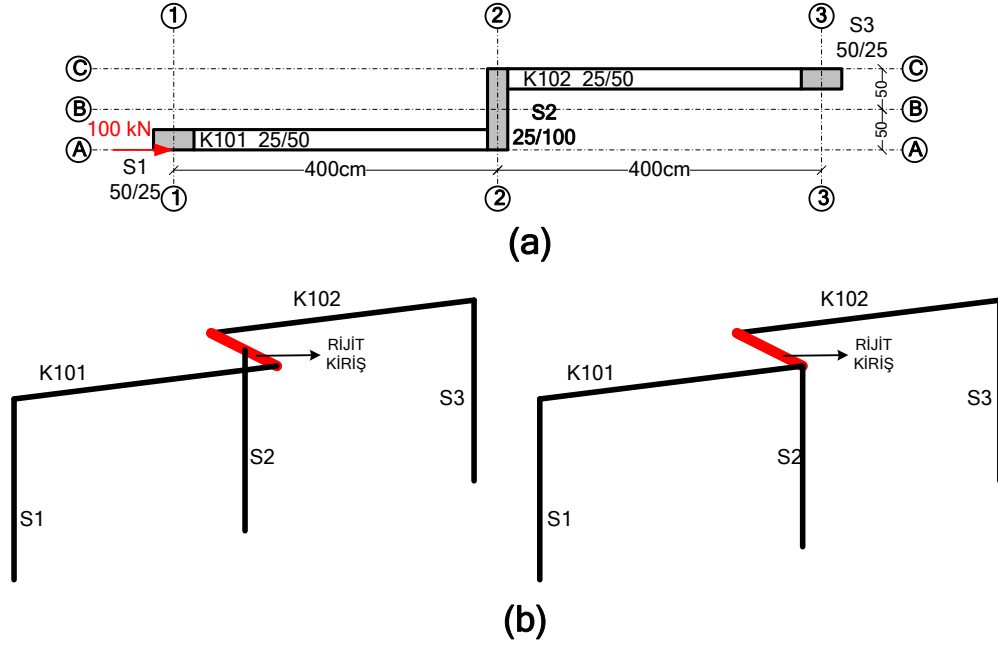 1 2 3
S3
50/25
C K102 25/50 C
50
B S2 B
100 kN 25/100
50
A K101 25/50 A
S1 400cm 400cm
50/25
1 2 3
(a)
K102 K102
RİJİT RİJİT
KİRİŞ KİRİŞ
K101 K101
S3 S3
S2 S2
S1 S1
(b)